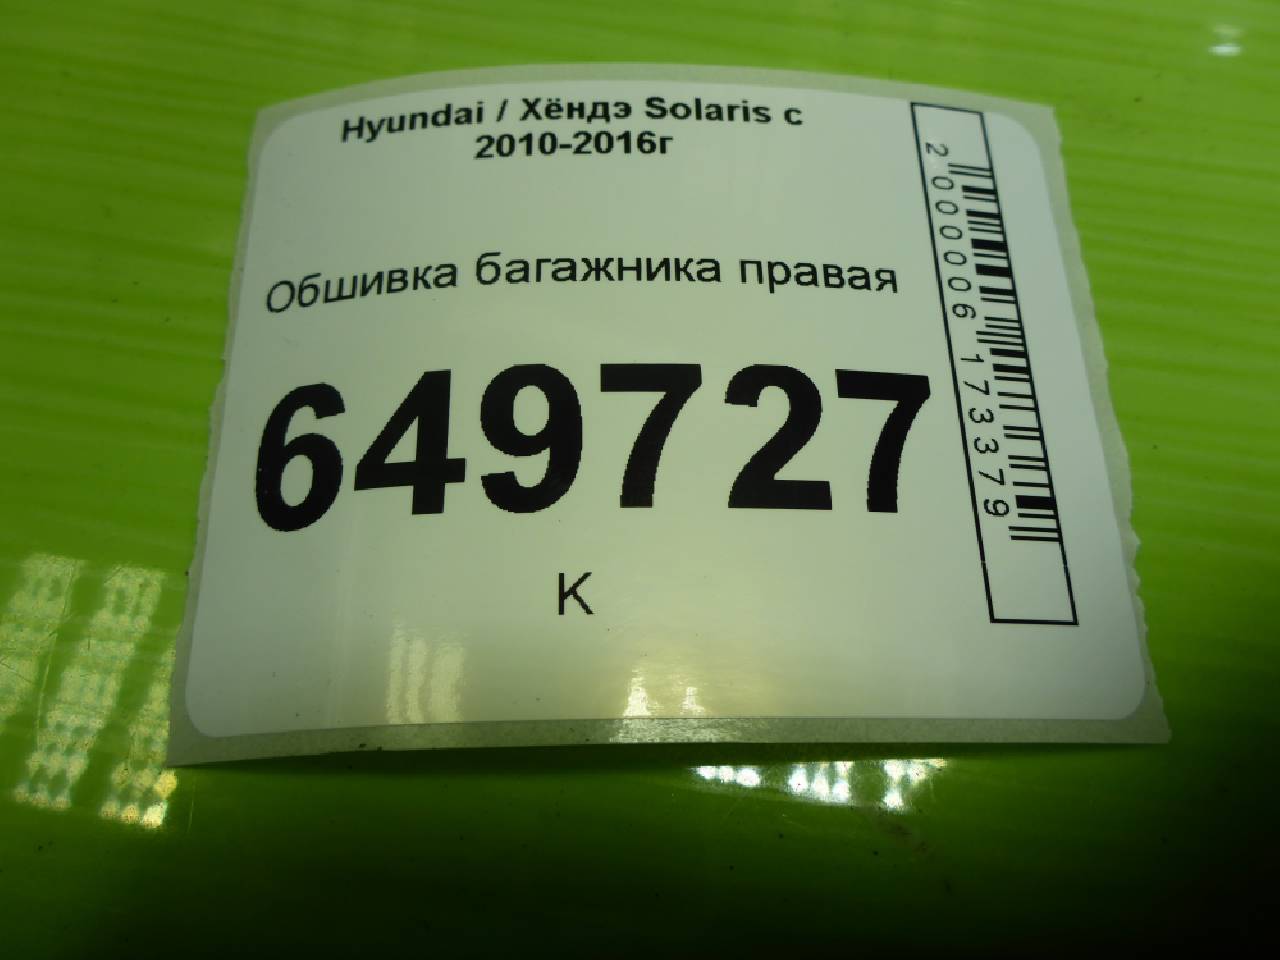 Hyundai / Хёндэ Solaris с
2010-2016г
Обшивка багажника правая
649727
К
2000006173379